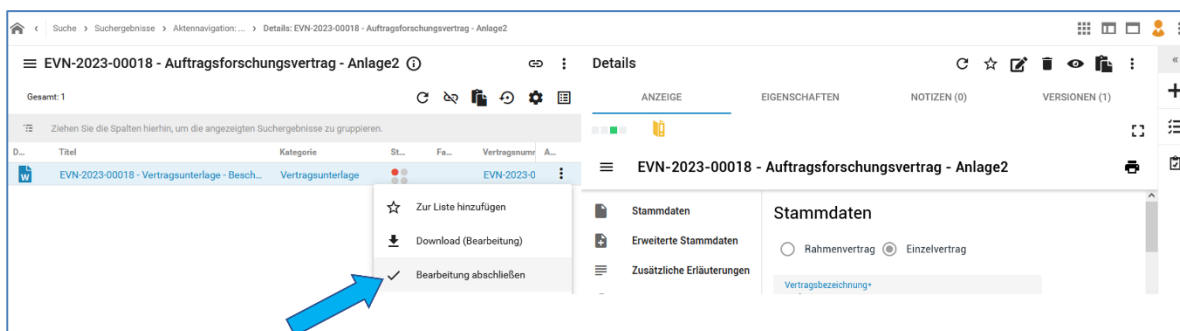 Suche > Suchergebnisse > Aktennavigation: ... > Details: EVN-2023-00018 - Auftragsforschungsvertrag - Anlage2
EVN-2023-00018 - Auftragsforschungsvertrag - Anlage2
Gesamt: 1
Ziehen Sie die Spalten hierhin, um die angezeigten Suchergebnisse zu gruppieren.
D... Titel Kategorie St... Fa... Vertragsnumm A...
EVN-2023-00018 - Vertragsunterlage - Besch... Vertragsunterlage EVN-2023-0
Zur Liste hinzufügen
Download (Bearbeitung)
Bearbeitung abschließen
Details
ANZEIGE EIGENSCHAFTEN NOTIZEN (0) VERSIONEN (1)
EVN-2023-00018 - Auftragsforschungsvertrag - Anlage2
Stammdaten
Erweiterte Stammdaten
Zusätzliche Erläuterungen
Stammdaten
Rahmenvertrag Einzelvertrag
Vertragsbezeichnung*